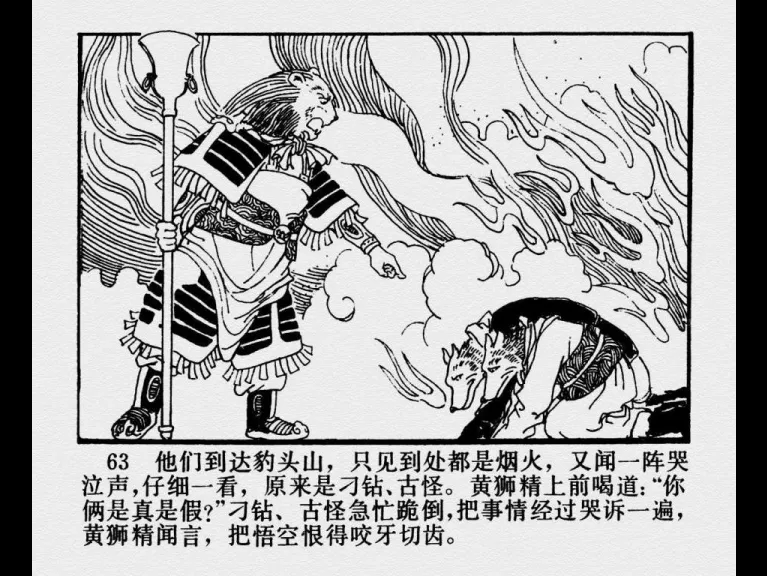 63 他们到达豹头山，只见到处都是烟火，又闻一阵哭
泣声，仔细一看，原来是刁钻、古怪。黄狮精上前喝道：“你
俩是真是假？”刁钻、古怪急忙跪倒，把事情经过哭诉一遍，
黄狮精闻言，把悟空恨得咬牙切齿。